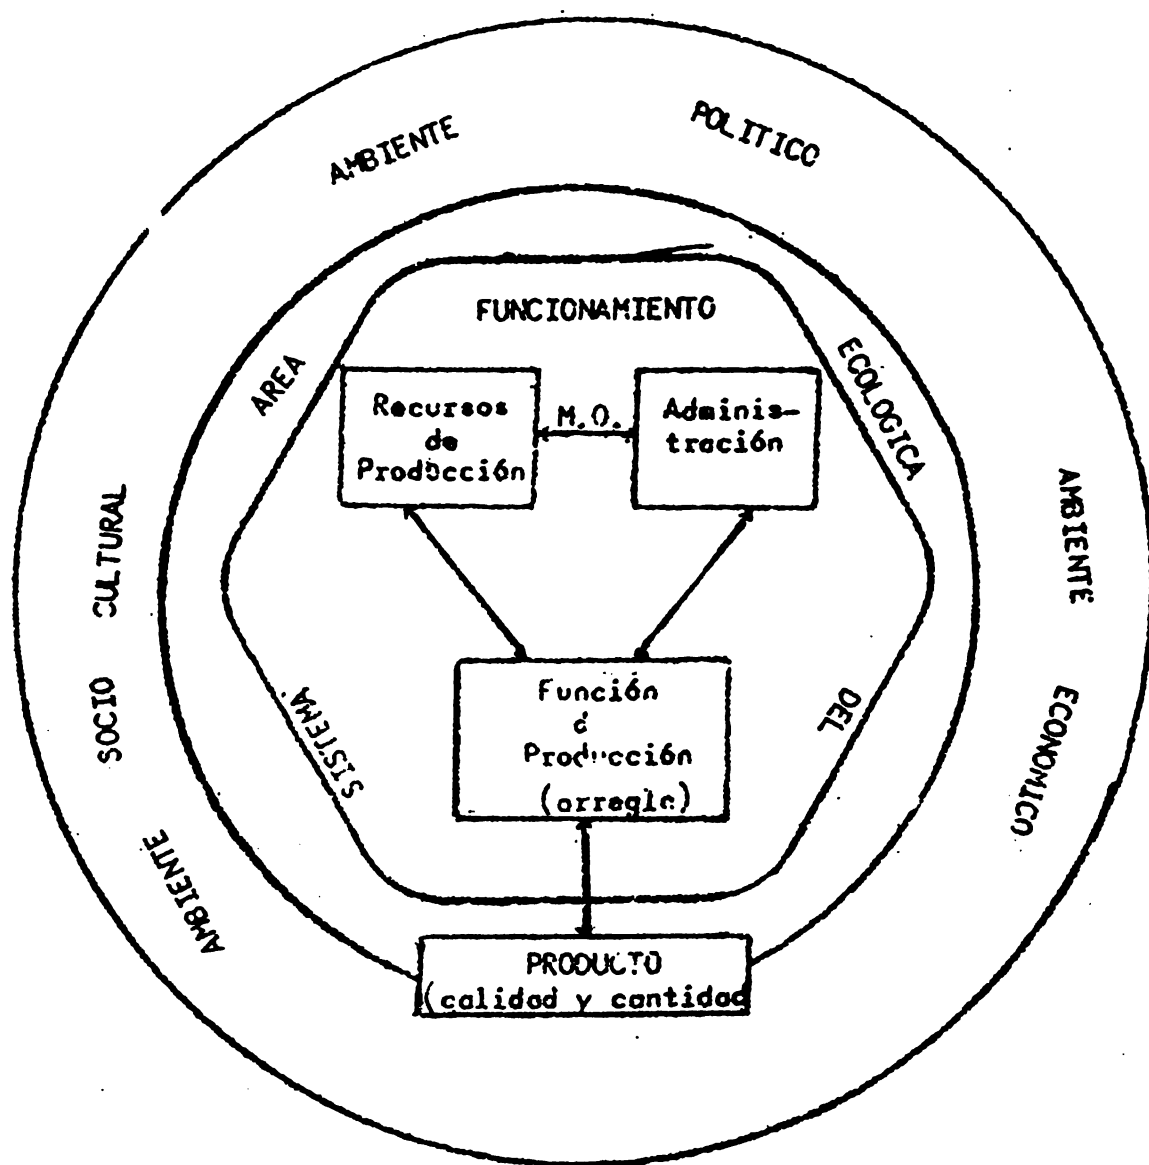 AMBIENTE POLITICO
FUNCIONAMIENTO
AREA ECOLOGICA
Recursos
de
Producción
M.O.
Adminis-
tración
SOCIO CULTURAL
AMBIENTE
AMBIENTE
ECONOMICO
SISTEMA
DEL
Función
d
Producción
(arreglo)
PRODUCTO
(calidad y cantidad